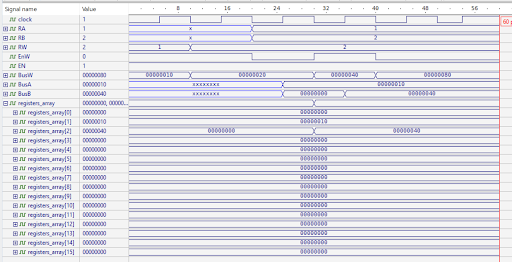 Signal name Value 8 16 24 32 40 48 56
60 p
clock 1
RA x 1
RB 2 x 2
RW 2 1 2
EnW 0
EN 1
BusW 00000080 00000010 00000020 00000040 00000080
BusA 00000010 xxxxxxxx 00000010
BusB 00000040 xxxxxxxx 00000000 00000040
registers_array 00000000, 00000...
registers_array[0] 00000000 00000000
registers_array[1] 00000010 00000010
registers_array[2] 00000040 00000000 00000040
registers_array[3] 00000000 00000000
registers_array[4] 00000000 00000000
registers_array[5] 00000000 00000000
registers_array[6] 00000000 00000000
registers_array[7] 00000000 00000000
registers_array[8] 00000000 00000000
registers_array[9] 00000000 00000000
registers_array[10] 00000000 00000000
registers_array[11] 00000000 00000000
registers_array[12] 00000000 00000000
registers_array[13] 00000000 00000000
registers_array[14] 00000000 00000000
registers_array[15] 00000000 00000000